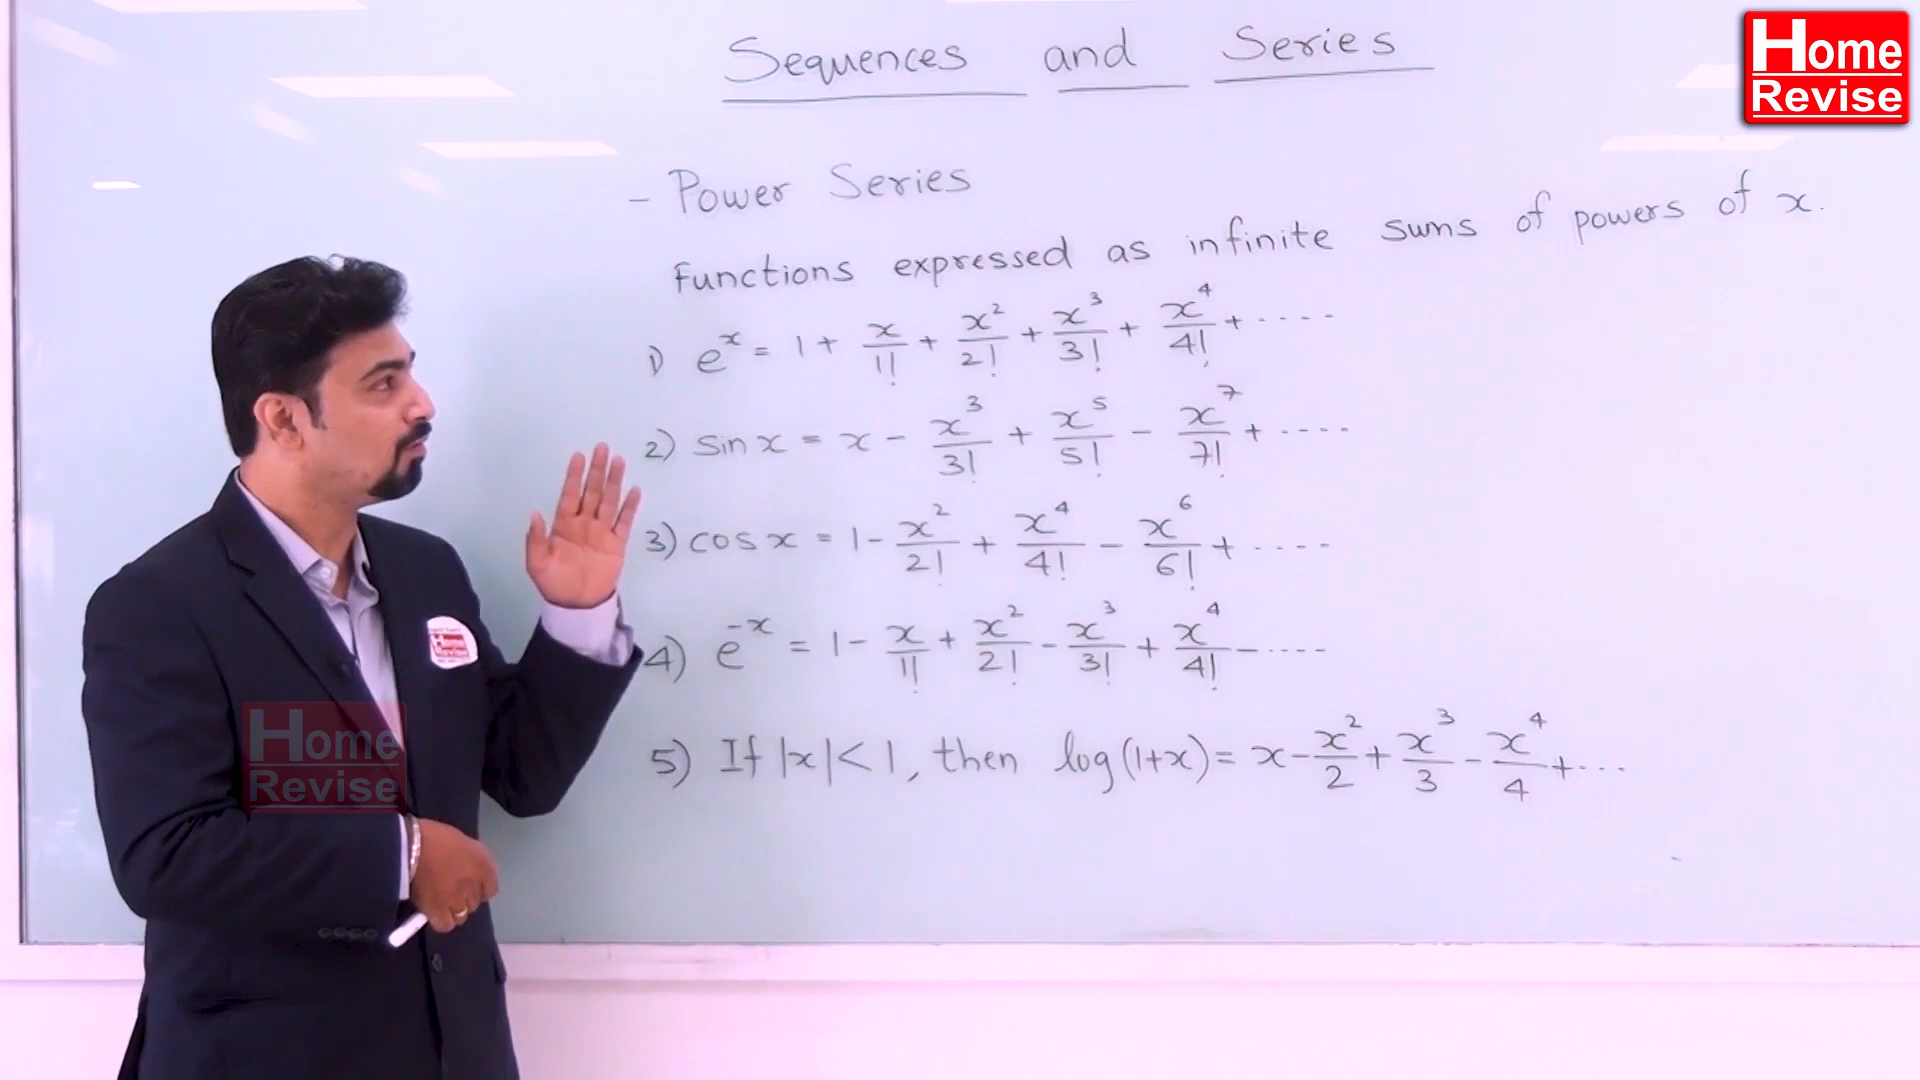 Sequences and Series
Home
Revise
- Power Series
Functions expressed as infinite sums of powers of x.
1) e^x = 1 + x/1! + x^2/2! + x^3/3! + x^4/4! + ....
2) sin x = x - x^3/3! + x^5/5! - x^7/7! + ....
3) cos x = 1 - x^2/2! + x^4/4! - x^6/6! + ....
4) e^-x = 1 - x/1! + x^2/2! - x^3/3! + x^4/4! - ....
5) If |x| < 1, then log(1+x) = x - x^2/2 + x^3/3 - x^4/4 + ...
Home
Revise